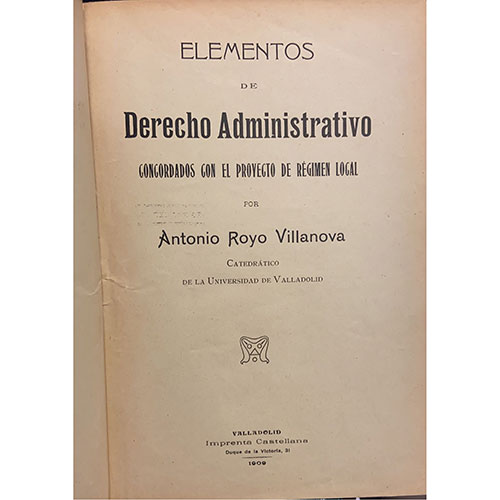 ELEMENTOS
DE
Derecho Administrativo
CONCORDADOS CON EL PROYECTO DE RÉGIMEN LOCAL
POR
Antonio Royo Villanova
CATEDRÁTICO
DE LA UNIVERSIDAD DE VALLADOLID
VALLADOLID
Imprenta Castellana
Duque de la Victoria, 31
1909